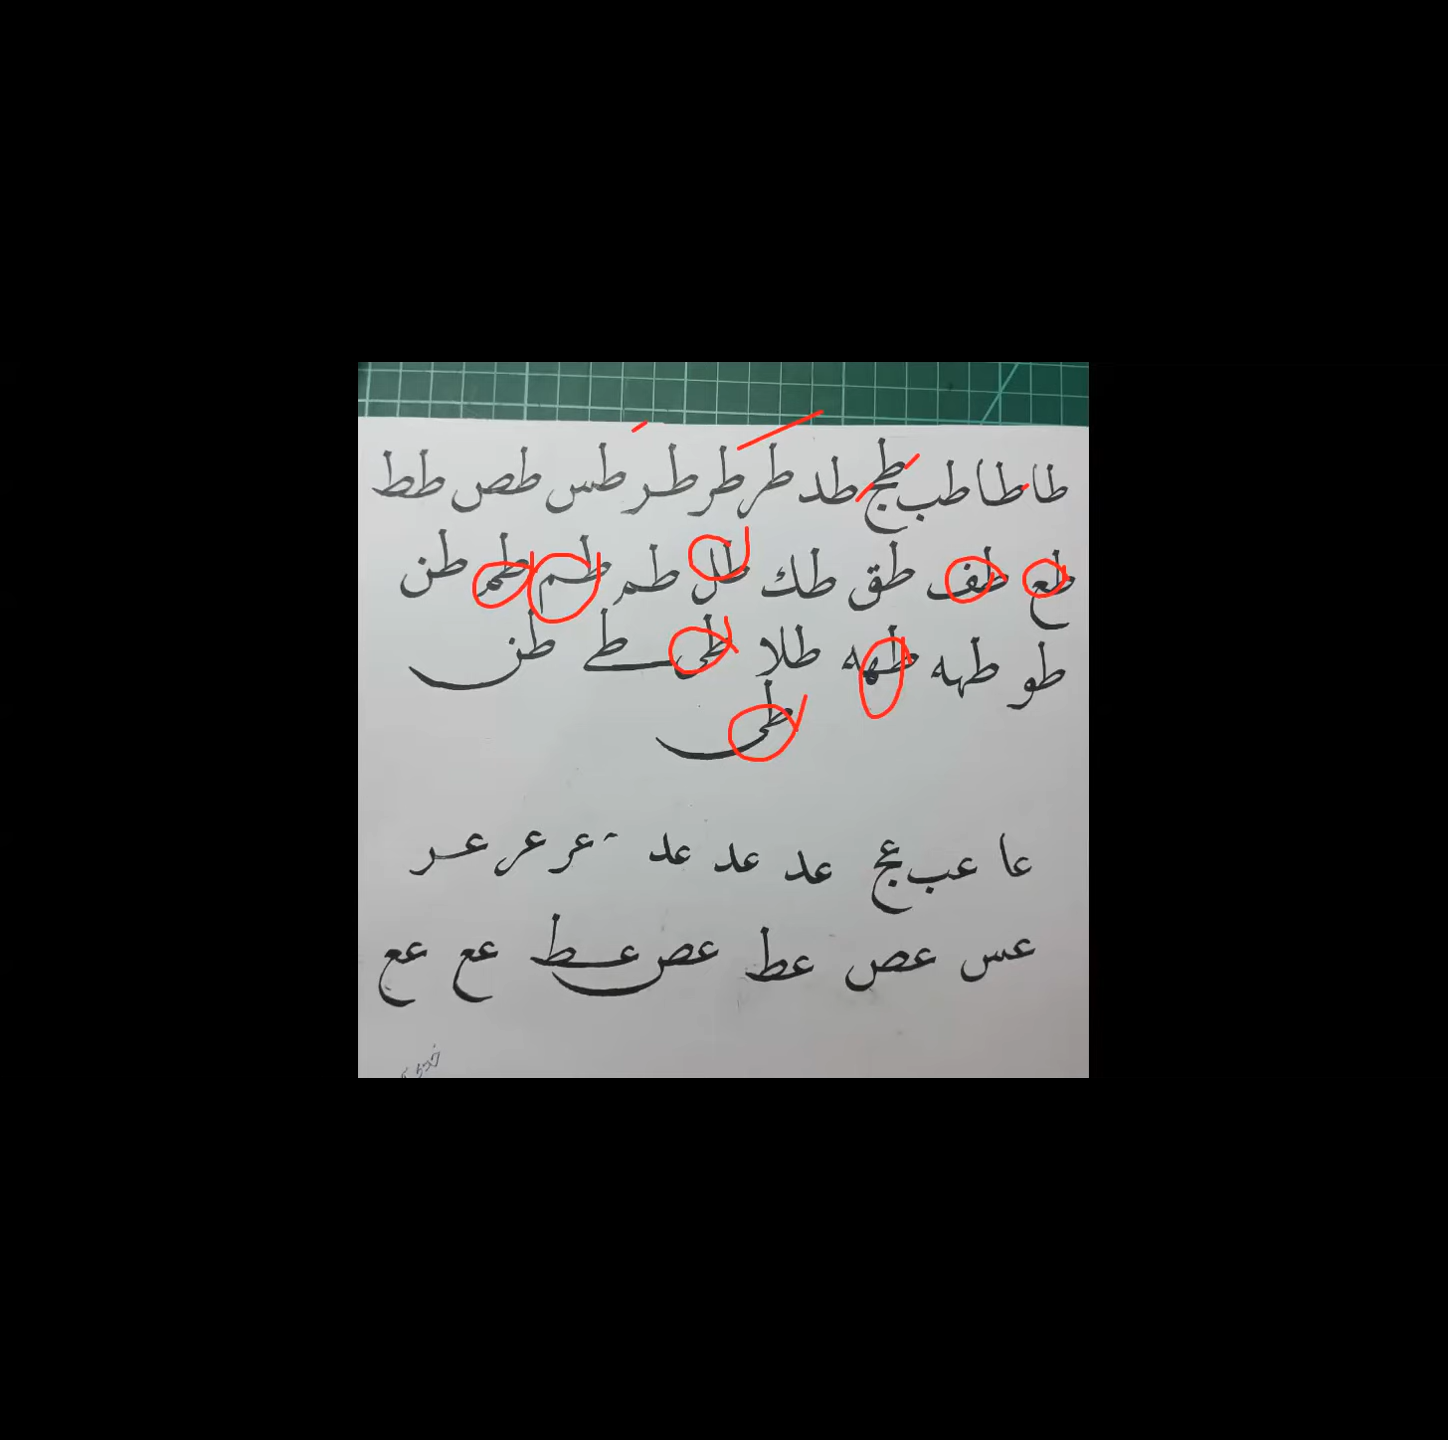 طا طا طب طح طد طر طر طر طس طص طط
طع طف طق طك طل طم طم طم طن
طو طهه طهه طلا طى طے طن
طى
عا عب عج عد عد عد عر عر عر
عس عص عط عص عط عع عع